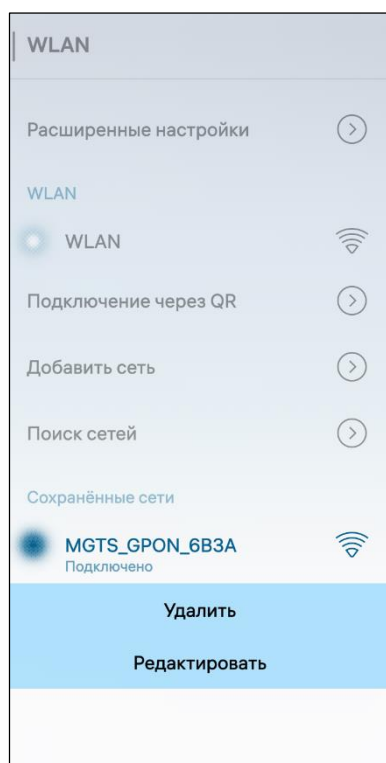 WLAN
Расширенные настройки
WLAN
WLAN
Подключение через QR
Добавить сеть
Поиск сетей
Сохранённые сети
MGTS_GPON_6B3A
Подключено
Удалить
Редактировать